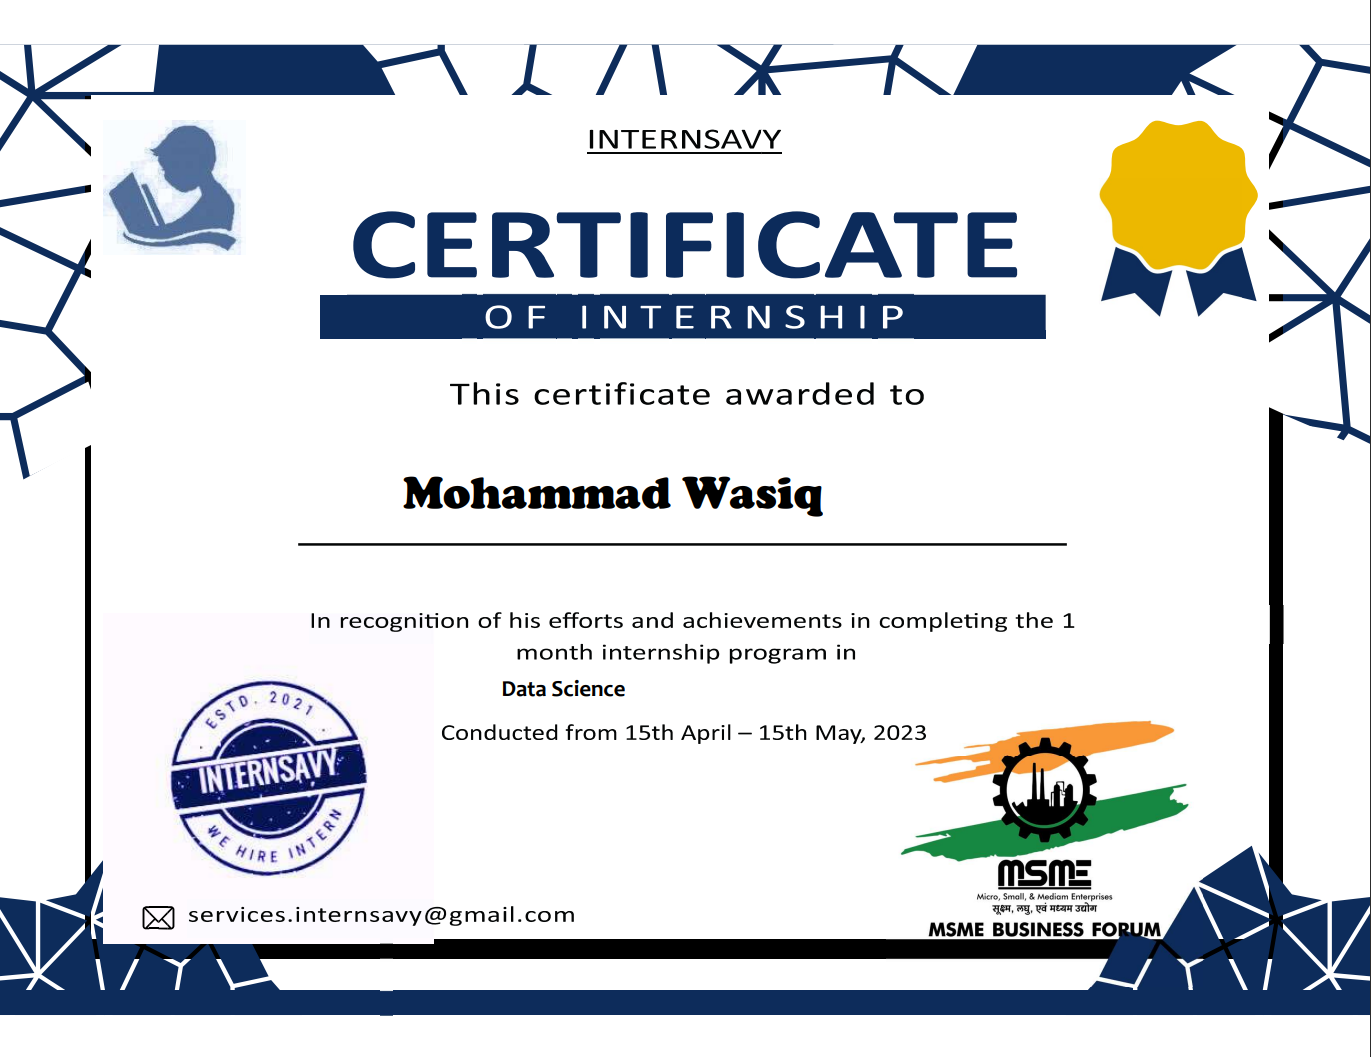 INTERNSAVY
CERTIFICATE
OF INTERNSHIP
This certificate awarded to
Mohammad Wasiq
In recognition of his efforts and achievements in completing the 1
month internship program in
Data Science
Conducted from 15th April – 15th May, 2023
ESTD. 2021
INTERNSAVY
WE HIRE INTERN
services.internsavy@gmail.com
msme
Micro, Small, & Mediam Enterprises
सूक्ष्म, लघु, एवं मध्यम उद्योग
MSME BUSINESS FORUM